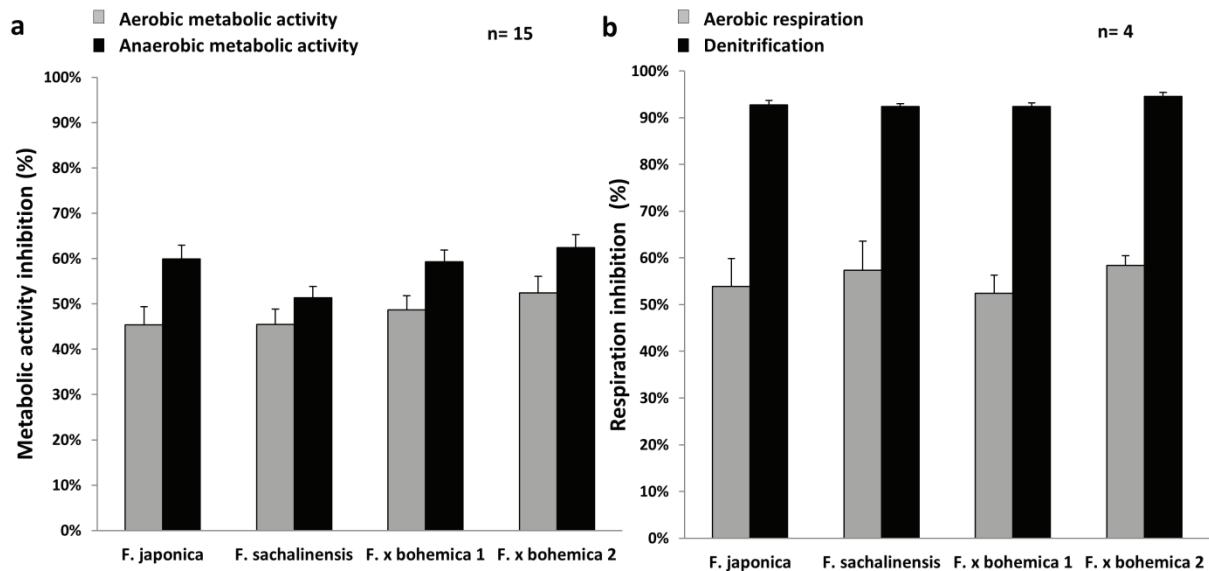 a
Aerobic metabolic activity
Anaerobic metabolic activity
n= 15
Metabolic activity inhibition (%)
100%
90%
80%
70%
60%
50%
40%
30%
20%
10%
0%
F. japonica
F. sachalinensis
F. x bohemica 1
F. x bohemica 2
b
Aerobic respiration
Denitrification
n= 4
Respiration inhibition (%)
100%
90%
80%
70%
60%
50%
40%
30%
20%
10%
0%
F. japonica
F. sachalinensis
F. x bohemica 1
F. x bohemica 2